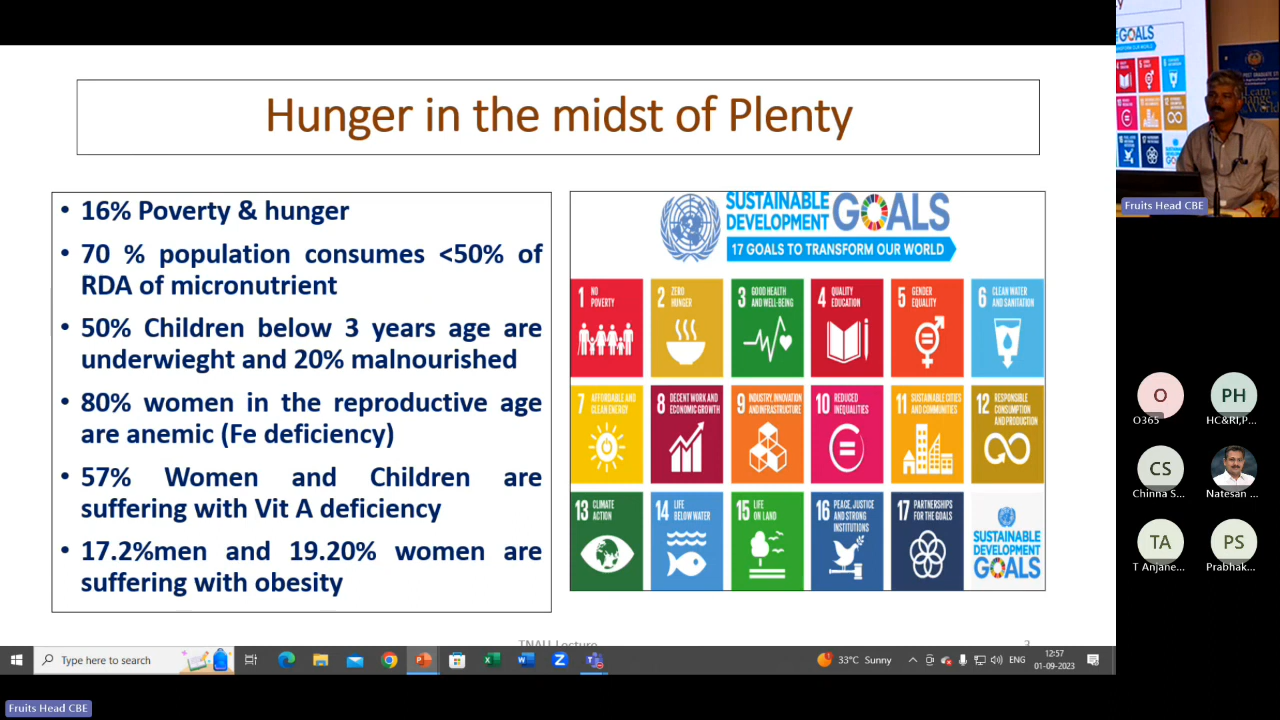 Hunger in the midst of Plenty
• 16% Poverty & hunger
• 70 % population consumes <50% of
RDA of micronutrient
• 50% Children below 3 years age are
underwieght and 20% malnourished
• 80% women in the reproductive age
are anemic (Fe deficiency)
• 57% Women and Children are
suffering with Vit A deficiency
• 17.2%men and 19.20% women are
suffering with obesity
SUSTAINABLE
DEVELOPMENT
GOALS
17 GOALS TO TRANSFORM OUR WORLD
1 NO
POVERTY
2 ZERO
HUNGER
3 GOOD HEALTH
AND WELL-BEING
4 QUALITY
EDUCATION
5 GENDER
EQUALITY
6 CLEAN WATER
AND SANITATION
7 AFFORDABLE AND
CLEAN ENERGY
8 DECENT WORK AND
ECONOMIC GROWTH
9 INDUSTRY, INNOVATION
AND INFRASTRUCTURE
10 REDUCED
INEQUALITIES
11 SUSTAINABLE CITIES
AND COMMUNITIES
12 RESPONSIBLE
CONSUMPTION
AND PRODUCTION
13 CLIMATE
ACTION
14 LIFE
BELOW WATER
15 LIFE
ON LAND
16 PEACE, JUSTICE
AND STRONG
INSTITUTIONS
17 PARTNERSHIPS
FOR THE GOALS
SUSTAINABLE
DEVELOPMENT
GOALS
TNAU Lecture
Type here to search
33°C Sunny
ENG
12:57
01-09-2023
Fruits Head CBE
GOALS
Fruits Head CBE
O
O365
PH
HC&RI,P...
CS
Chinna S...
Natesan ...
TA
T Anjane...
PS
Prabhak...